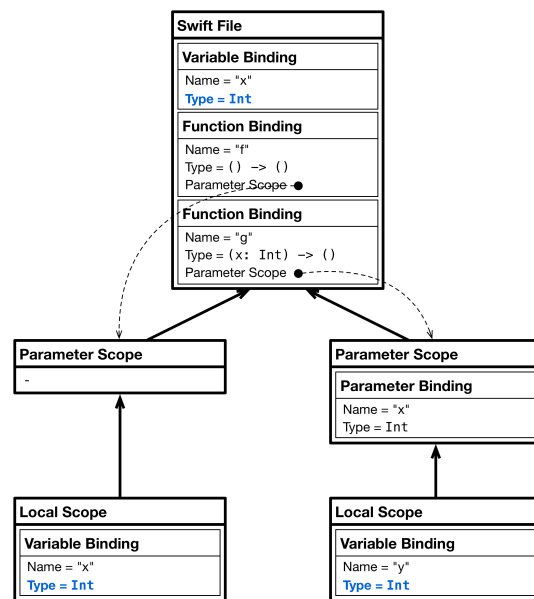 Swift File
Variable Binding
Name = "x"
Type = Int
Function Binding
Name = "f"
Type = () -> ()
Parameter Scope
Function Binding
Name = "g"
Type = (x: Int) -> ()
Parameter Scope
Parameter Scope
-
Parameter Scope
Parameter Binding
Name = "x"
Type = Int
Local Scope
Variable Binding
Name = "x"
Type = Int
Local Scope
Variable Binding
Name = "y"
Type = Int